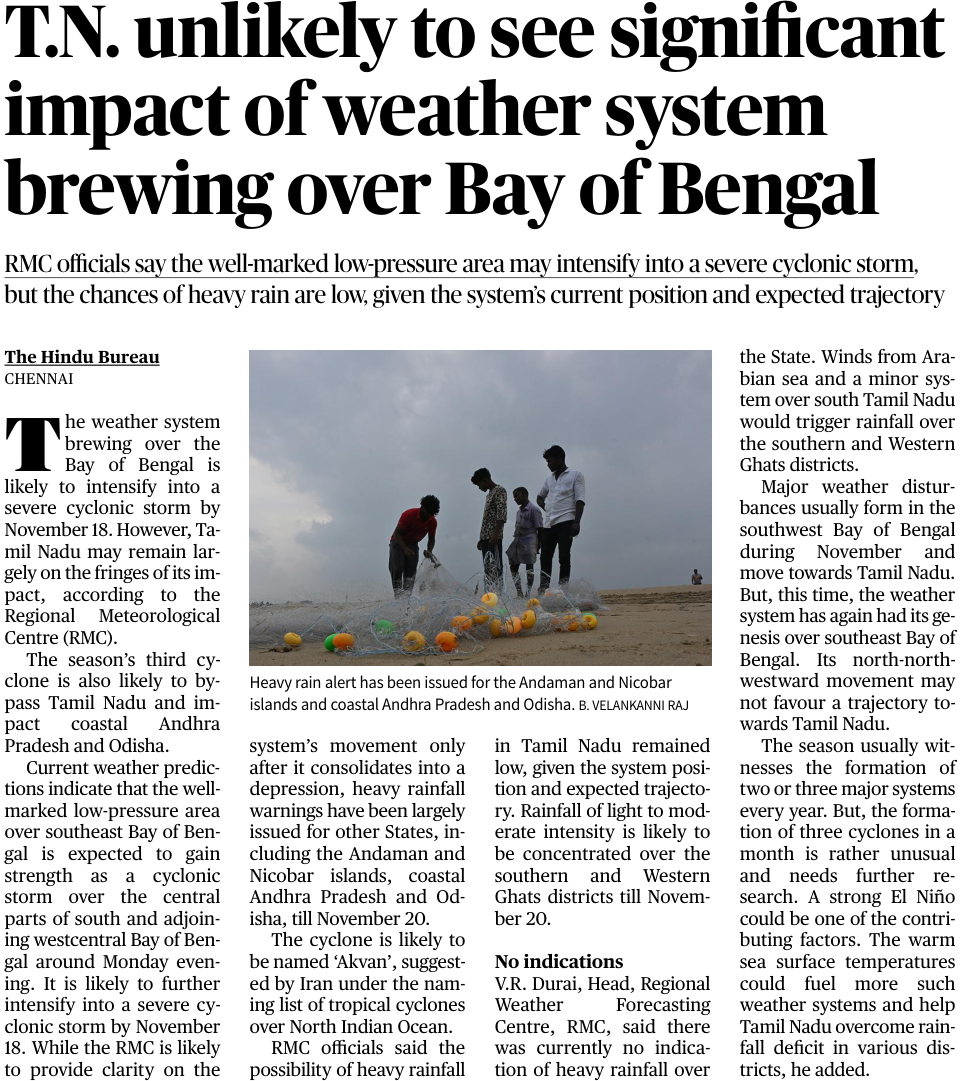 T.N. unlikely to see significant
impact of weather system
brewing over Bay of Bengal
RMC officials say the well-marked low-pressure area may intensify into a severe cyclonic storm,
but the chances of heavy rain are low, given the system's current position and expected trajectory
The Hindu Bureau
CHENNAI
The weather system
brewing over the
Bay of Bengal is
likely to intensify into a
severe cyclonic storm by
November 18. However, Ta-
mil Nadu may remain lar-
gely on the fringes of its im-
pact, according to the
Regional Meteorological
Centre (RMC).
The season's third cy-
clone is also likely to by-
pass Tamil Nadu and im-
pact coastal Andhra
Pradesh and Odisha.
Current weather predic-
tions indicate that the well-
marked low-pressure area
over southeast Bay of Ben-
gal is expected to gain
strength as a cyclonic
storm over the central
parts of south and adjoin-
ing westcentral Bay of Ben-
gal around Monday even-
ing. It is likely to further
intensify into a severe cy-
clonic storm by November
18. While the RMC is likely
to provide clarity on the
Heavy rain alert has been issued for the Andaman and Nicobar
islands and coastal Andhra Pradesh and Odisha. B. VELANKANNI RAJ
system's movement only
after it consolidates into a
depression, heavy rainfall
warnings have been largely
issued for other States, in-
cluding the Andaman and
Nicobar islands, coastal
Andhra Pradesh and Od-
isha, till November 20.
The cyclone is likely to
be named 'Akvan', suggest-
ed by Iran under the nam-
ing list of tropical cyclones
over North Indian Ocean.
RMC officials said the
possibility of heavy rainfall
in Tamil Nadu remained
low, given the system posi-
tion and expected trajecto-
ry. Rainfall of light to mod-
erate intensity is likely to
be concentrated over the
southern and Western
Ghats districts till Novem-
ber 20.
No indications
V.R. Durai, Head, Regional
Weather Forecasting
Centre, RMC, said there
was currently no indica-
tion of heavy rainfall over
the State. Winds from Ara-
bian sea and a minor sys-
tem over south Tamil Nadu
would trigger rainfall over
the southern and Western
Ghats districts.
Major weather distur-
bances usually form in the
southwest Bay of Bengal
during November and
move towards Tamil Nadu.
But, this time, the weather
system has again had its ge-
nesis over southeast Bay of
Bengal. Its north-north-
westward movement may
not favour a trajectory to-
wards Tamil Nadu.
The season usually wit-
nesses the formation of
two or three major systems
every year. But, the forma-
tion of three cyclones in a
month is rather unusual
and needs further re-
search. A strong El Niño
could be one of the contri-
buting factors. The warm
sea surface temperatures
could fuel more such
weather systems and help
Tamil Nadu overcome rain-
fall deficit in various dis-
tricts, he added.